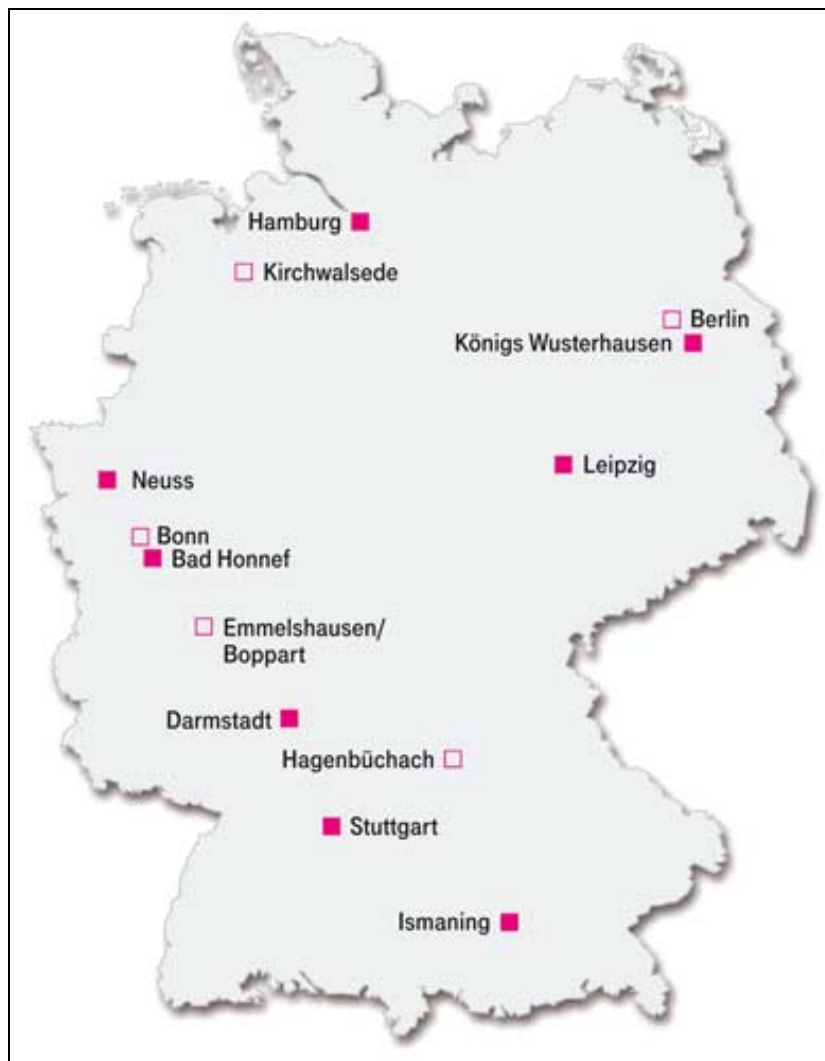 Hamburg
Kirchwalsede
Berlin
Königs Wusterhausen
Leipzig
Neuss
Bonn
Bad Honnef
Emmelshausen/
Boppart
Darmstadt
Hagenbüchach
Stuttgart
Ismaning